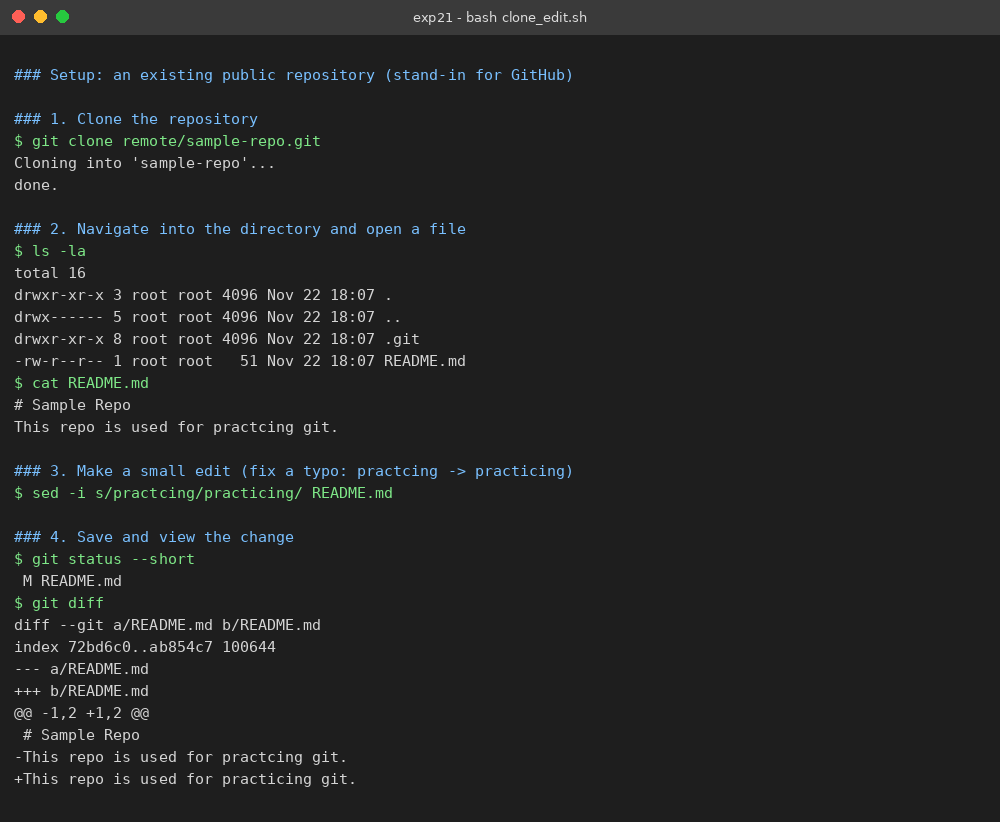 exp21 - bash clone_edit.sh
### Setup: an existing public repository (stand-in for GitHub)
### 1. Clone the repository
$ git clone remote/sample-repo.git
Cloning into 'sample-repo'...
done.
### 2. Navigate into the directory and open a file
$ ls -la
total 16
drwxr-xr-x 3 root root 4096 Nov 22 18:07 .
drwx------ 5 root root 4096 Nov 22 18:07 ..
drwxr-xr-x 8 root root 4096 Nov 22 18:07 .git
-rw-r--r-- 1 root root   51 Nov 22 18:07 README.md
$ cat README.md
# Sample Repo
This repo is used for practcing git.
### 3. Make a small edit (fix a typo: practcing -> practicing)
$ sed -i s/practcing/practicing/ README.md
### 4. Save and view the change
$ git status --short
 M README.md
$ git diff
diff --git a/README.md b/README.md
index 72bd6c0..ab854c7 100644
--- a/README.md
+++ b/README.md
@@ -1,2 +1,2 @@
 # Sample Repo
-This repo is used for practcing git.
+This repo is used for practicing git.